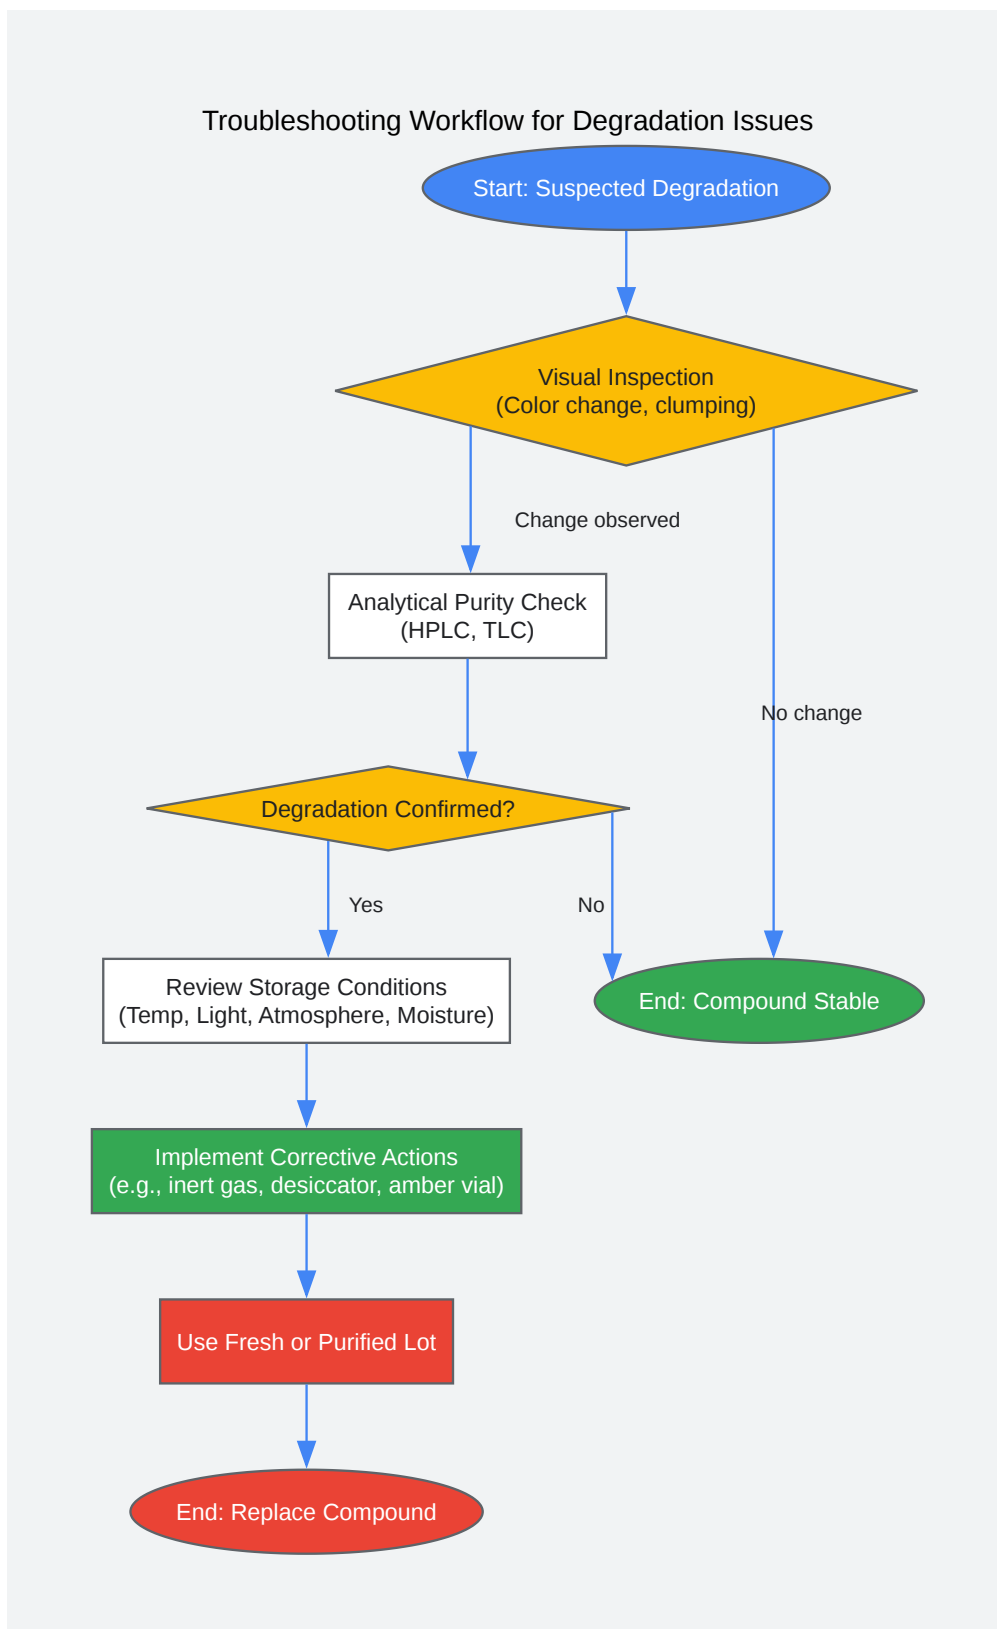 Troubleshooting Workflow for Degradation Issues
Start: Suspected Degradation
Visual Inspection
(Color change, clumping)
Change observed
Analytical Purity Check
(HPLC, TLC)
No change
Degradation Confirmed?
Yes
No
Review Storage Conditions
(Temp, Light, Atmosphere, Moisture)
End: Compound Stable
Implement Corrective Actions
(e.g., inert gas, desiccator, amber vial)
Use Fresh or Purified Lot
End: Replace Compound